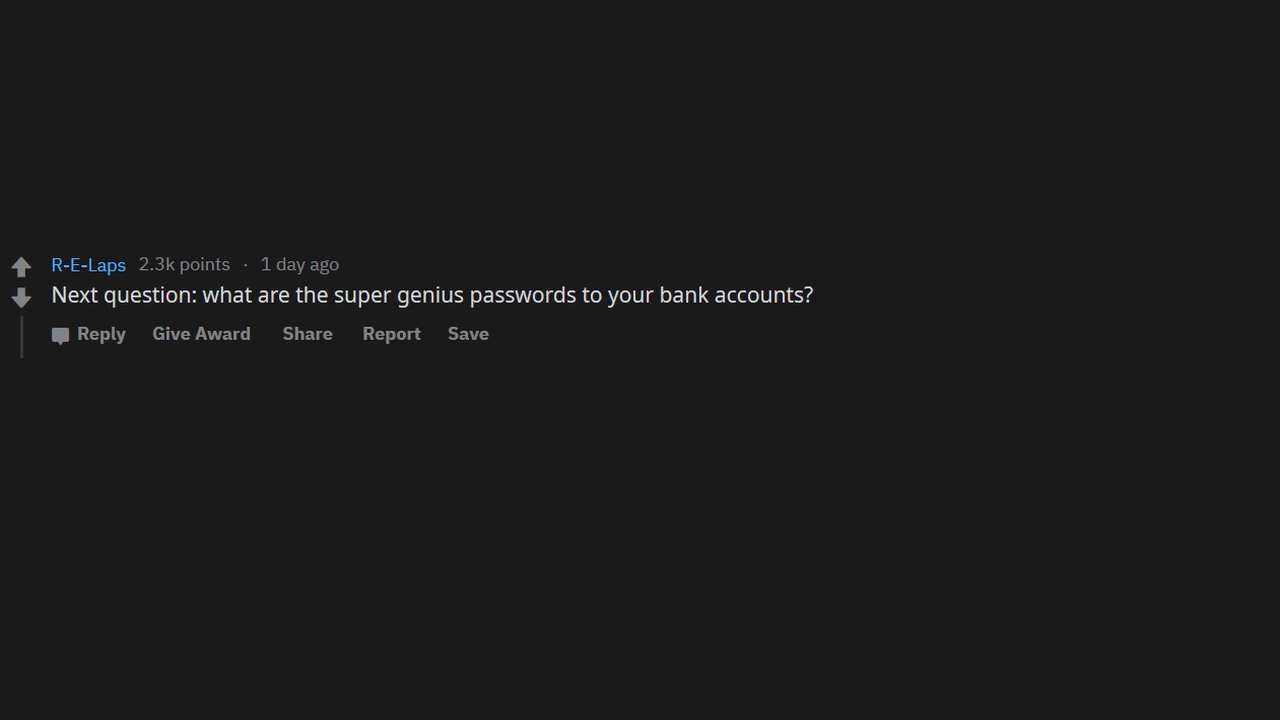 R-E-Laps 2.3k points · 1 day ago
Next question: what are the super genius passwords to your bank accounts?
Reply Give Award Share Report Save